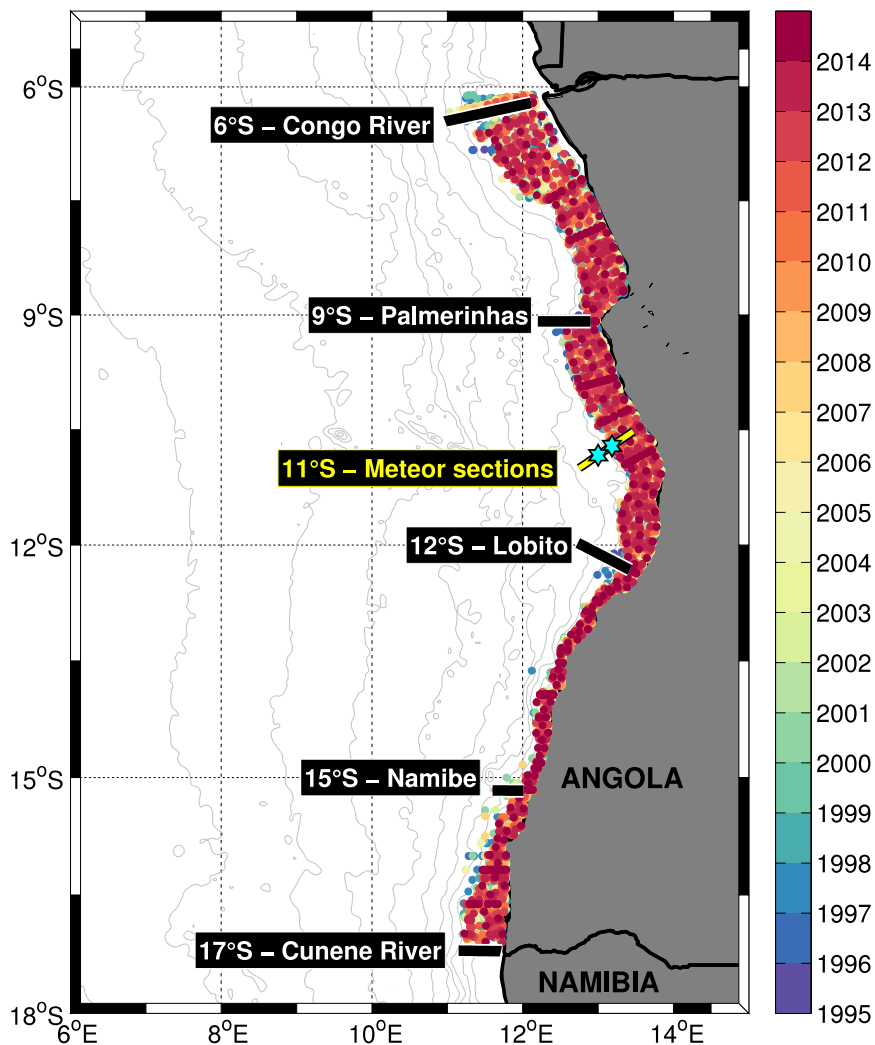 6°S
9°S
12°S
15°S
18°S
6°E
8°E
10°E
12°E
14°E
6°S – Congo River
9°S – Palmerinhas
11°S – Meteor sections
12°S – Lobito
15°S – Namibe
17°S – Cunene River
ANGOLA
NAMIBIA
2014
2013
2012
2011
2010
2009
2008
2007
2006
2005
2004
2003
2002
2001
2000
1999
1998
1997
1996
1995